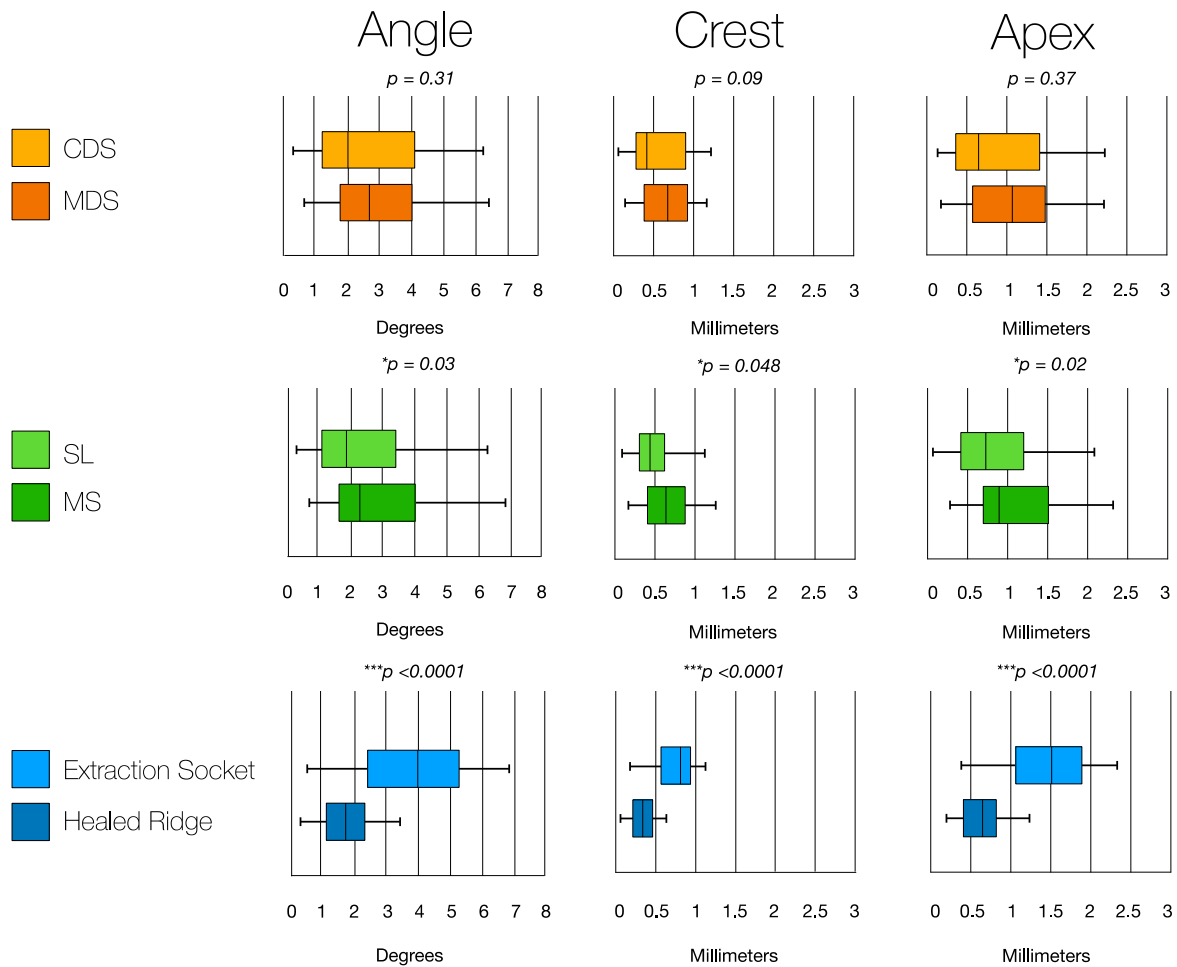 Angle Crest Apex
p = 0.31 p = 0.09 p = 0.37
CDS
MDS
0 1 2 3 4 5 6 7 8 0 0.5 1 1.5 2 2.5 3 0 0.5 1 1.5 2 2.5 3
Degrees Millimeters Millimeters
*p = 0.03 *p = 0.048 *p = 0.02
SL
MS
0 1 2 3 4 5 6 7 8 0 0.5 1 1.5 2 2.5 3 0 0.5 1 1.5 2 2.5 3
Degrees Millimeters Millimeters
***p <0.0001 ***p <0.0001 ***p <0.0001
Extraction Socket
Healed Ridge
0 1 2 3 4 5 6 7 8 0 0.5 1 1.5 2 2.5 3 0 0.5 1 1.5 2 2.5 3
Degrees Millimeters Millimeters